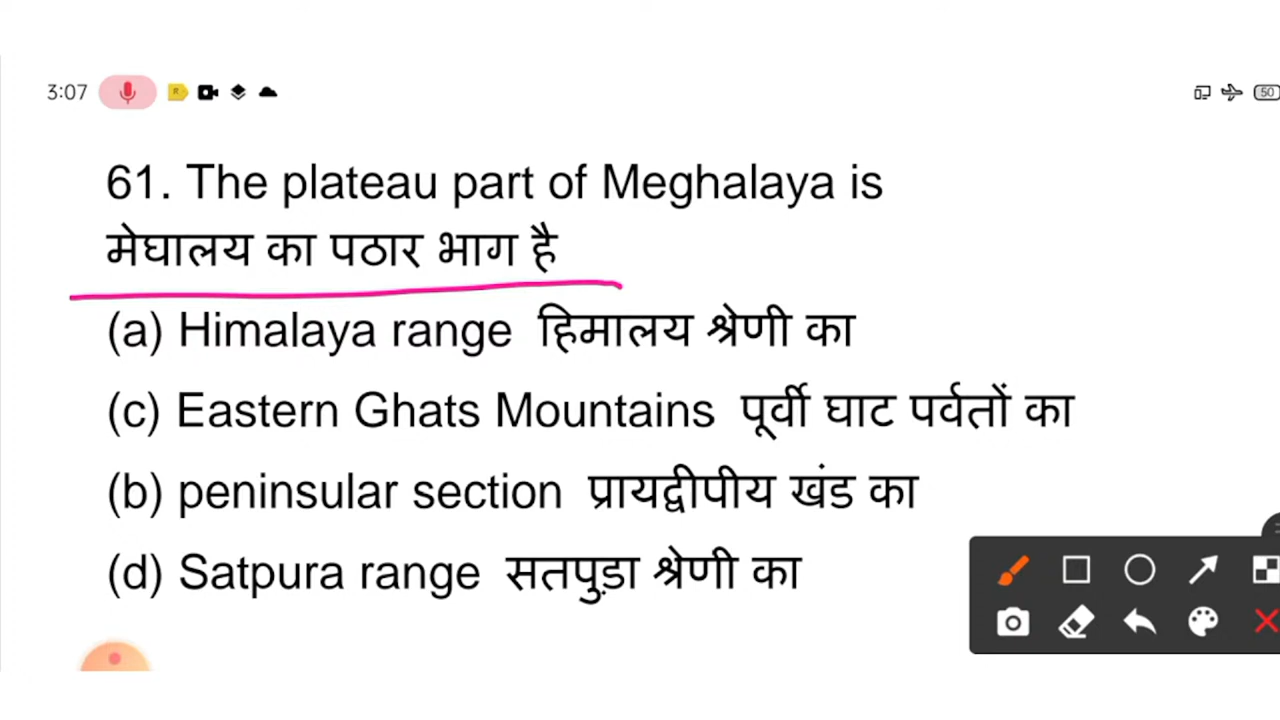 3:07 R 50
61. The plateau part of Meghalaya is
मेघालय का पठार भाग है
(a) Himalaya range हिमालय श्रेणी का
(c) Eastern Ghats Mountains पूर्वी घाट पर्वतों का
(b) peninsular section प्रायद्वीपीय खंड का
(d) Satpura range सतपुड़ा श्रेणी का